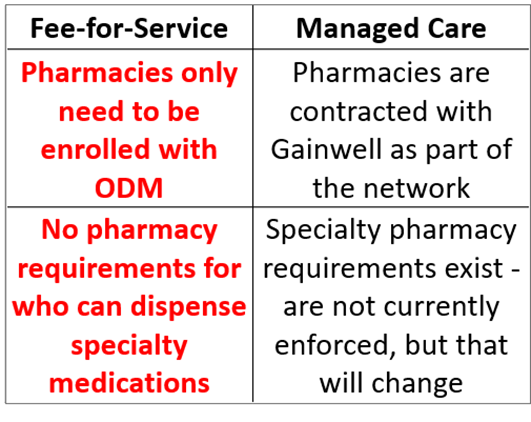 Fee-for-Service
Managed Care
Pharmacies only
need to be
enrolled with
ODM
Pharmacies are
contracted with
Gainwell as part of
the network
No pharmacy
requirements for
who can dispense
specialty
medications
Specialty pharmacy
requirements exist -
are not currently
enforced, but that
will change